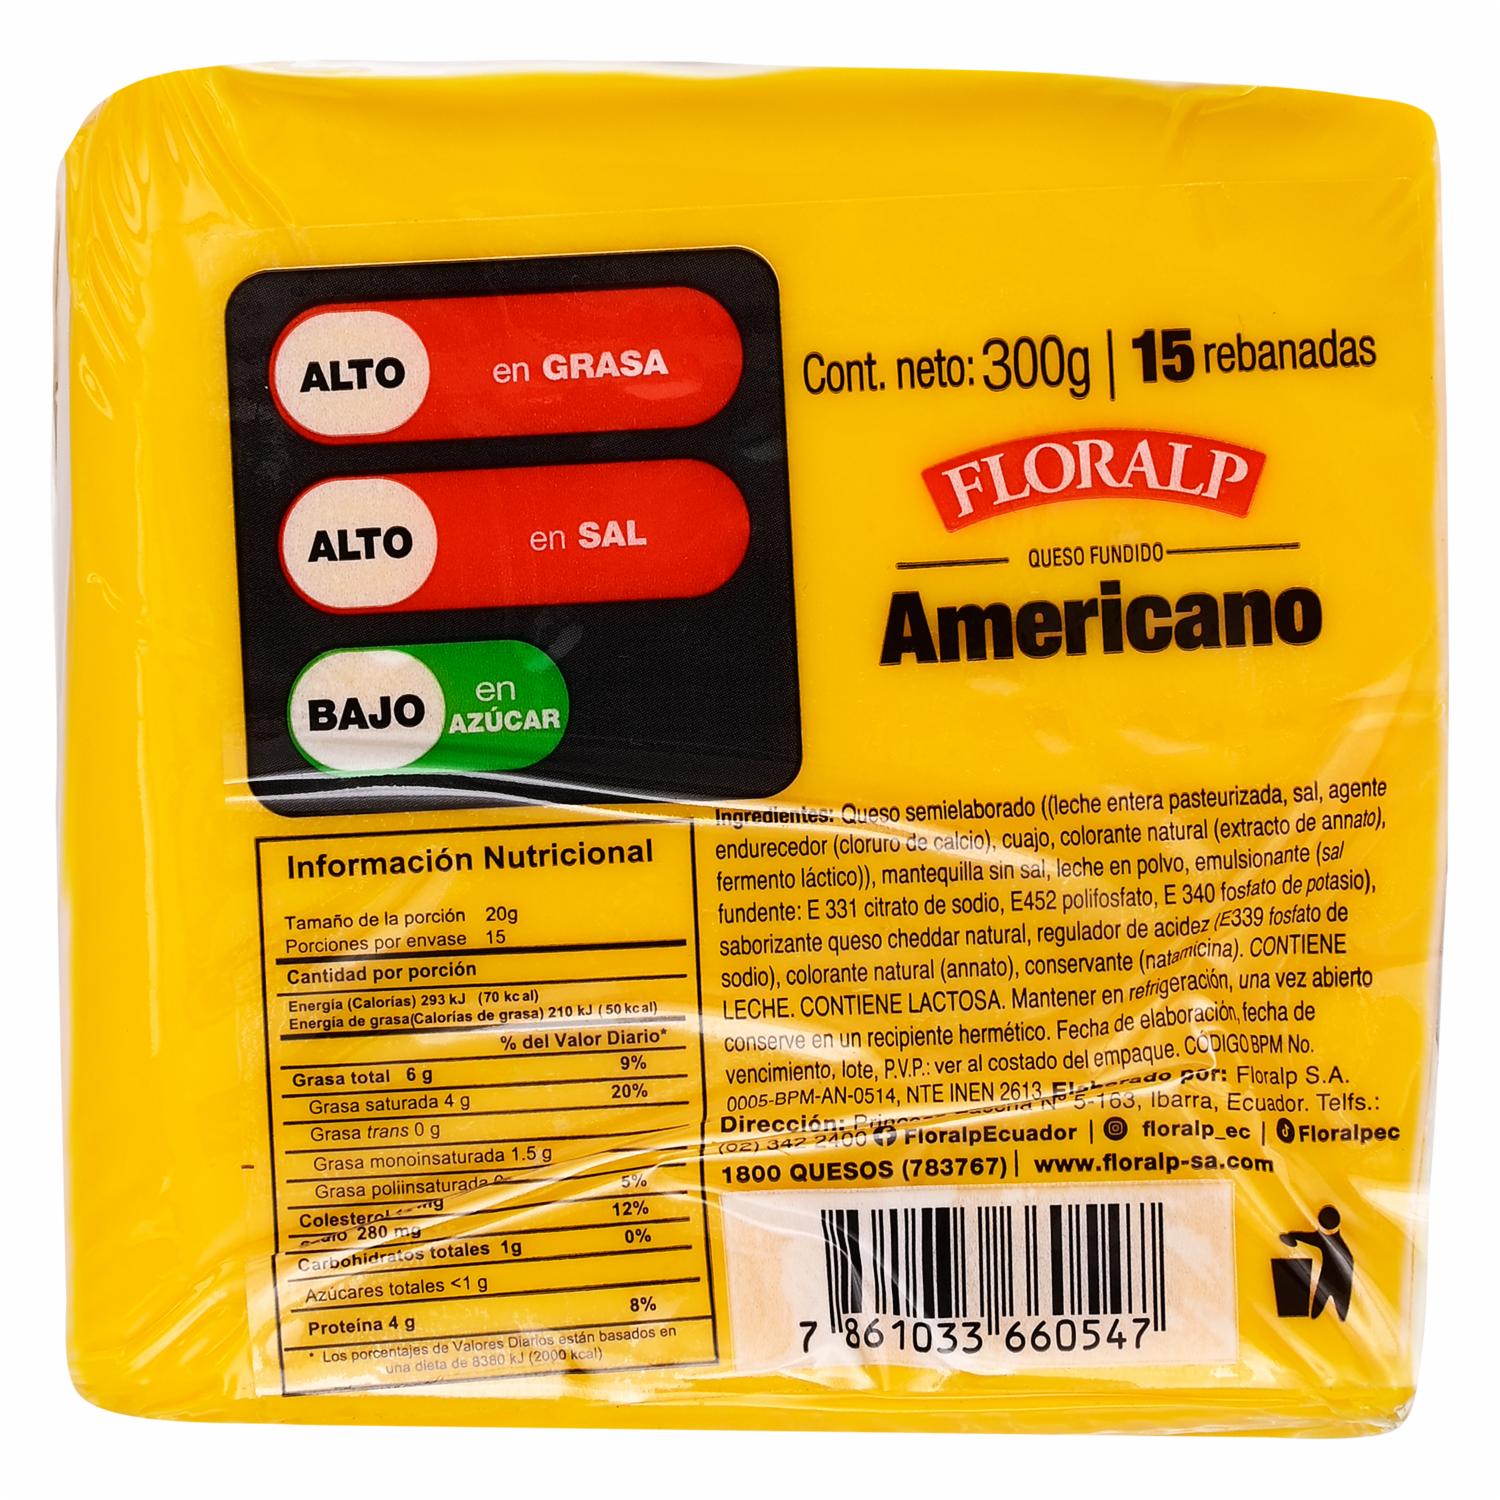 ALTO en GRASA
ALTO en SAL
BAJO en AZÚCAR
Cont. neto: 300g | 15 rebanadas
FLORALP
QUESO FUNDIDO
Americano
Información Nutricional
Tamaño de la porción 20g
Porciones por envase 15
Cantidad por porción
Energía (Calorías) 293 kJ (70 kcal)
Energía de grasa(Calorías de grasa) 210 kJ (50 kcal)
% del Valor Diario*
Grasa total 6 g 9%
Grasa saturada 4 g 20%
Grasa trans 0 g
Grasa monoinsaturada 1.5 g
Grasa poliinsaturada
Colesterol 5%
280 mg 12%
Carbohidratos totales 1g 0%
Azúcares totales <1 g
Proteína 4 g 8%
* Los porcentajes de Valores Diarios están basados en
una dieta de 8380 kJ (2000 kcal)
Ingredientes: Queso semielaborado ((leche entera pasteurizada, sal, agente
endurecedor (cloruro de calcio), cuajo, colorante natural (extracto de annato),
fermento láctico)), mantequilla sin sal, leche en polvo, emulsionante (sal
fundente: E 331 citrato de sodio, E452 polifosfato, E 340 fosfato de potasio),
saborizante queso cheddar natural, regulador de acidez (E339 fosfato de
sodio), colorante natural (annato), conservante (natamicina). CONTIENE
LECHE. CONTIENE LACTOSA. Mantener en refrigeración, una vez abierto
conserve en un recipiente hermético. Fecha de elaboración, fecha de
vencimiento, lote, P.V.P.: ver al costado del empaque. CÓDIGO BPM No.
0005-BPM-AN-0514, NTE INEN 2613. Elaborado por: Floralp S.A.
Dirección: N° 5-163, Ibarra, Ecuador. Telfs.:
(02) 342 2400 FloralpEcuador | floralp_ec | Floralpec
1800 QUESOS (783767) | www.floralp-sa.com
7 861033 660547